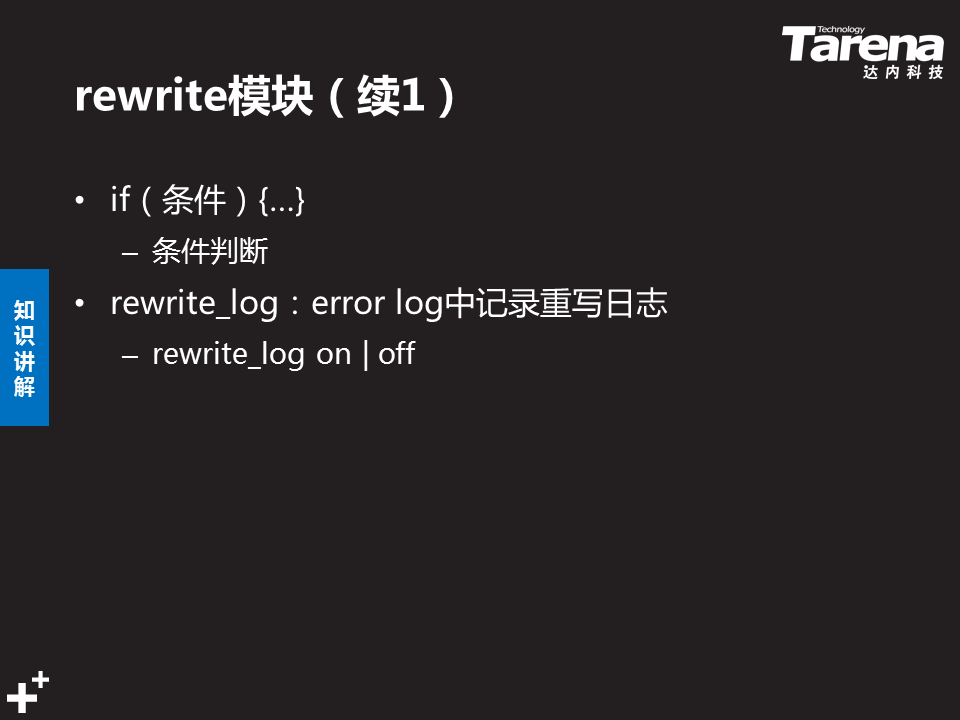 Technology
Tarena
达内科技
rewrite模块（续1）
• if（条件）{…}
– 条件判断
• rewrite_log：error log中记录重写日志
– rewrite_log on | off
知识讲解